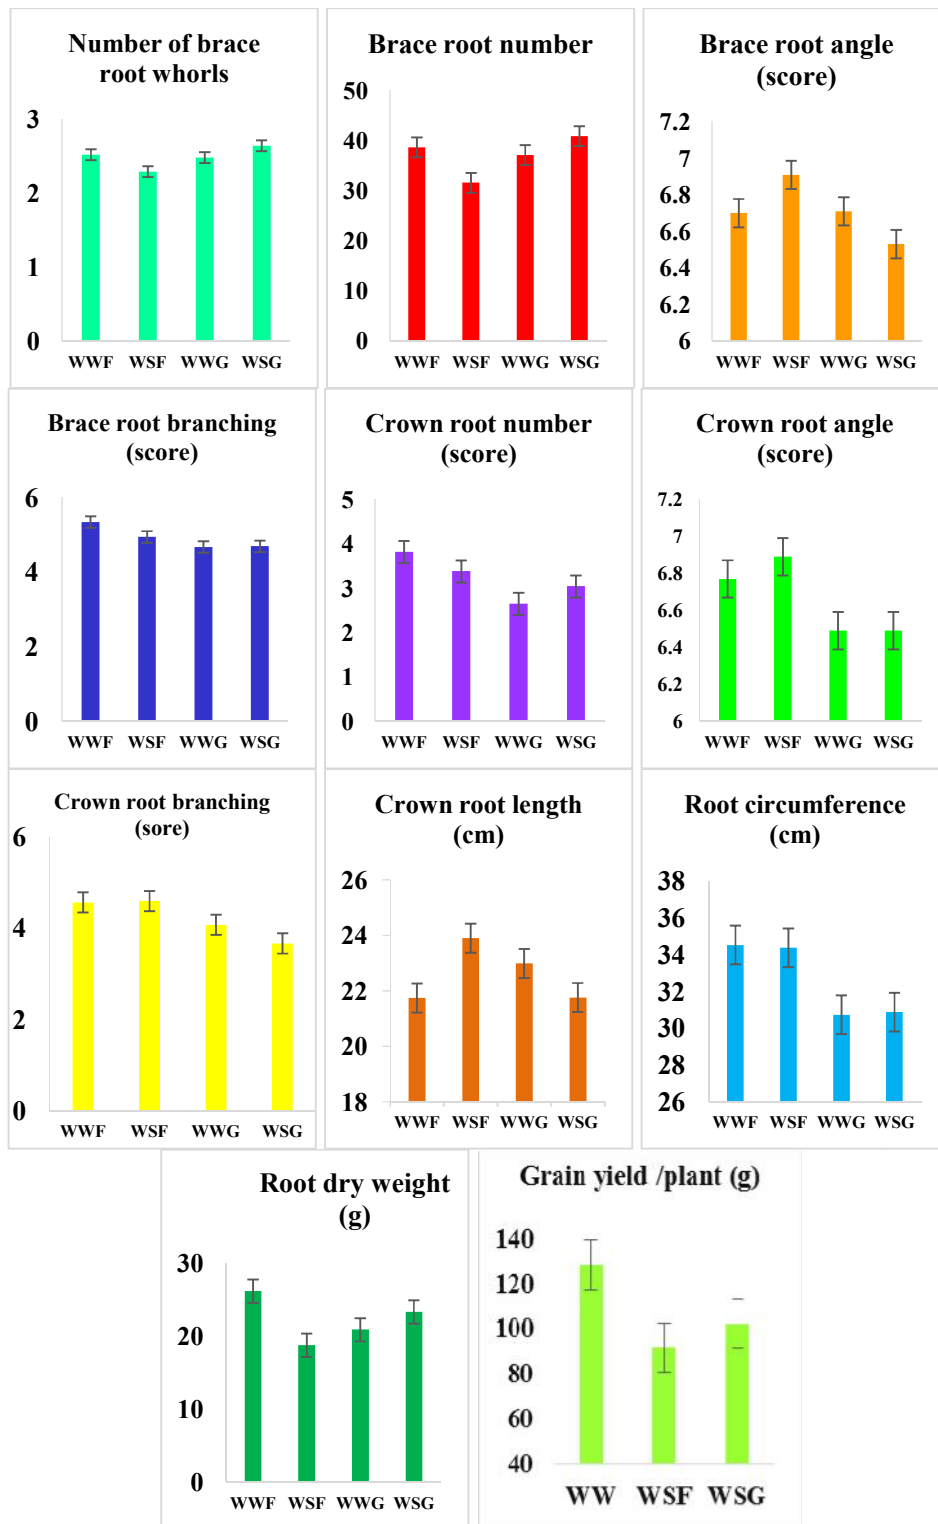 Number of brace
root whorls
3
2
1
0
WWF WSF WWG WSG
Brace root number
50
40
30
20
10
0
WWF WSF WWG WSG
Brace root angle
(score)
7.2
7
6.8
6.6
6.4
6.2
6
WWF WSF WWG WSG
Brace root branching
(score)
6
4
2
0
WWF WSF WWG WSG
Crown root number
(score)
5
4
3
2
1
0
WWF WSF WWG WSG
Crown root angle
(score)
7.2
7
6.8
6.6
6.4
6.2
6
WWF WSF WWG WSG
Crown root branching
(sore)
6
4
2
0
WWF WSF WWG WSG
Crown root length
(cm)
26
24
22
20
18
WWF WSF WWG WSG
Root circumference
(cm)
38
36
34
32
30
28
26
WWF WSF WWG WSG
Root dry weight
(g)
30
20
10
0
WWF WSF WWG WSG
Grain yield /plant (g)
140
120
100
80
60
40
WW WSF WSG